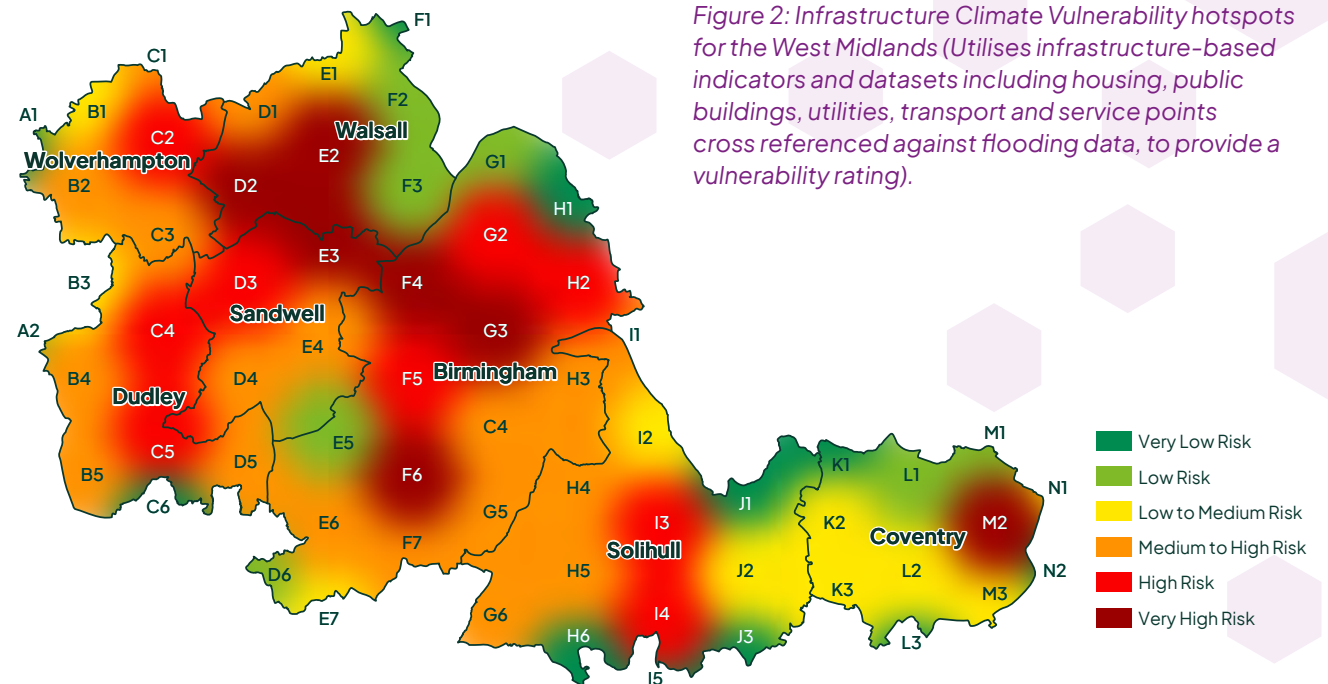 Figure 2: Infrastructure Climate Vulnerability hotspots
for the West Midlands (Utilises infrastructure-based
indicators and datasets including housing, public
buildings, utilities, transport and service points
cross referenced against flooding data, to provide a
vulnerability rating).
F1
C1
E1
F2
B1
D1
A1
Walsall
C2
E2
Wolverhampton
G1
B2
D2
F3
H1
C3
G2
E3
B3
D3
F4
H2
Sandwell
A2
C4
G3
I1
E4
Birmingham
B4
D4
F5
H3
Dudley
C4
I2
E5
M1
Very Low Risk
C5
D5
K1
B5
F6
L1
Low Risk
H4
N1
C6
J1
G5
Low to Medium Risk
E6
I3
K2
M2
Coventry
F7
Solihull
Medium to High Risk
D6
H5
J2
L2
N2
High Risk
K3
M3
E7
G6
I4
Very High Risk
H6
J3
L3
I5